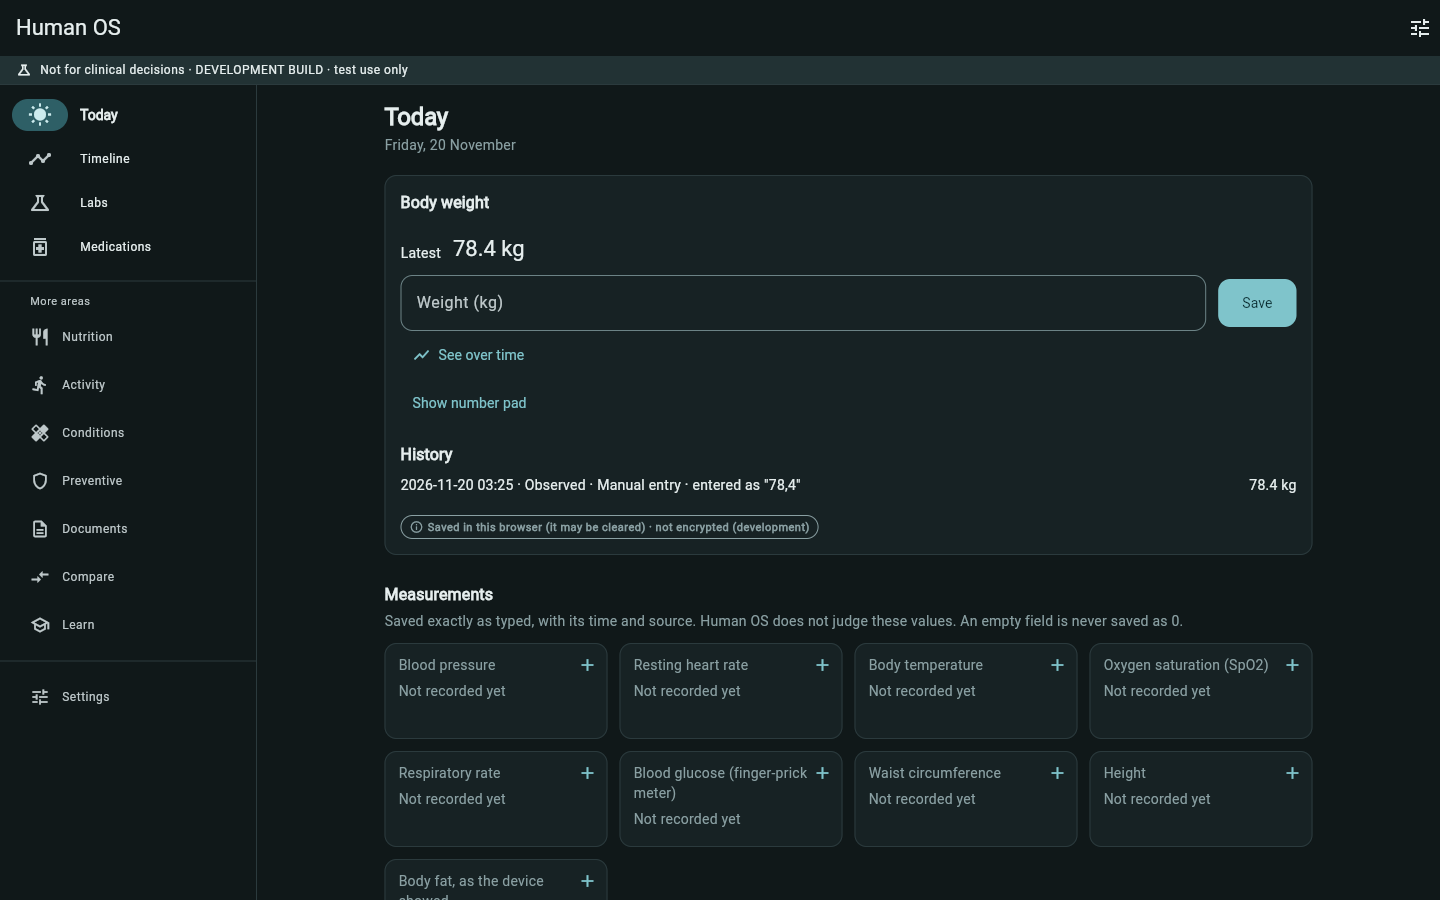 Human OS
Not for clinical decisions · DEVELOPMENT BUILD · test use only
Today
Timeline
Labs
Medications
More areas
Nutrition
Activity
Conditions
Preventive
Documents
Compare
Learn
Settings
Today
Friday, 20 November
Body weight
Latest 78.4 kg
Weight (kg)
Save
See over time
Show number pad
History
2026-11-20 03:25 · Observed · Manual entry · entered as "78,4" 78.4 kg
Saved in this browser (it may be cleared) · not encrypted (development)
Measurements
Saved exactly as typed, with its time and source. Human OS does not judge these values. An empty field is never saved as 0.
Blood pressure
Not recorded yet
Resting heart rate
Not recorded yet
Body temperature
Not recorded yet
Oxygen saturation (SpO2)
Not recorded yet
Respiratory rate
Not recorded yet
Blood glucose (finger-prick
meter)
Not recorded yet
Waist circumference
Not recorded yet
Height
Not recorded yet
Body fat, as the device
showed